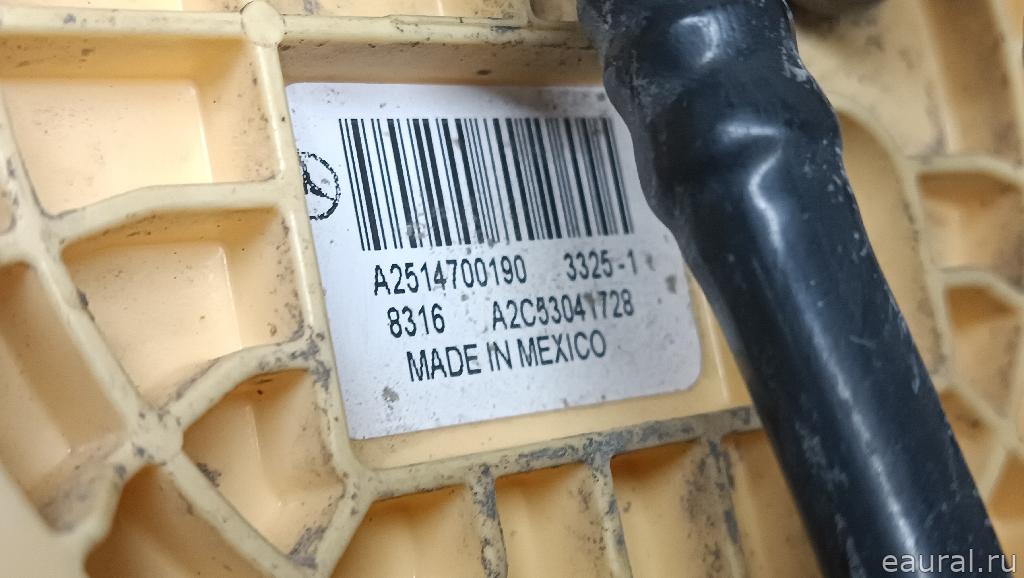 A2514700190 3325-1
8316 A2C53041728
MADE IN MEXICO
eaural.ru